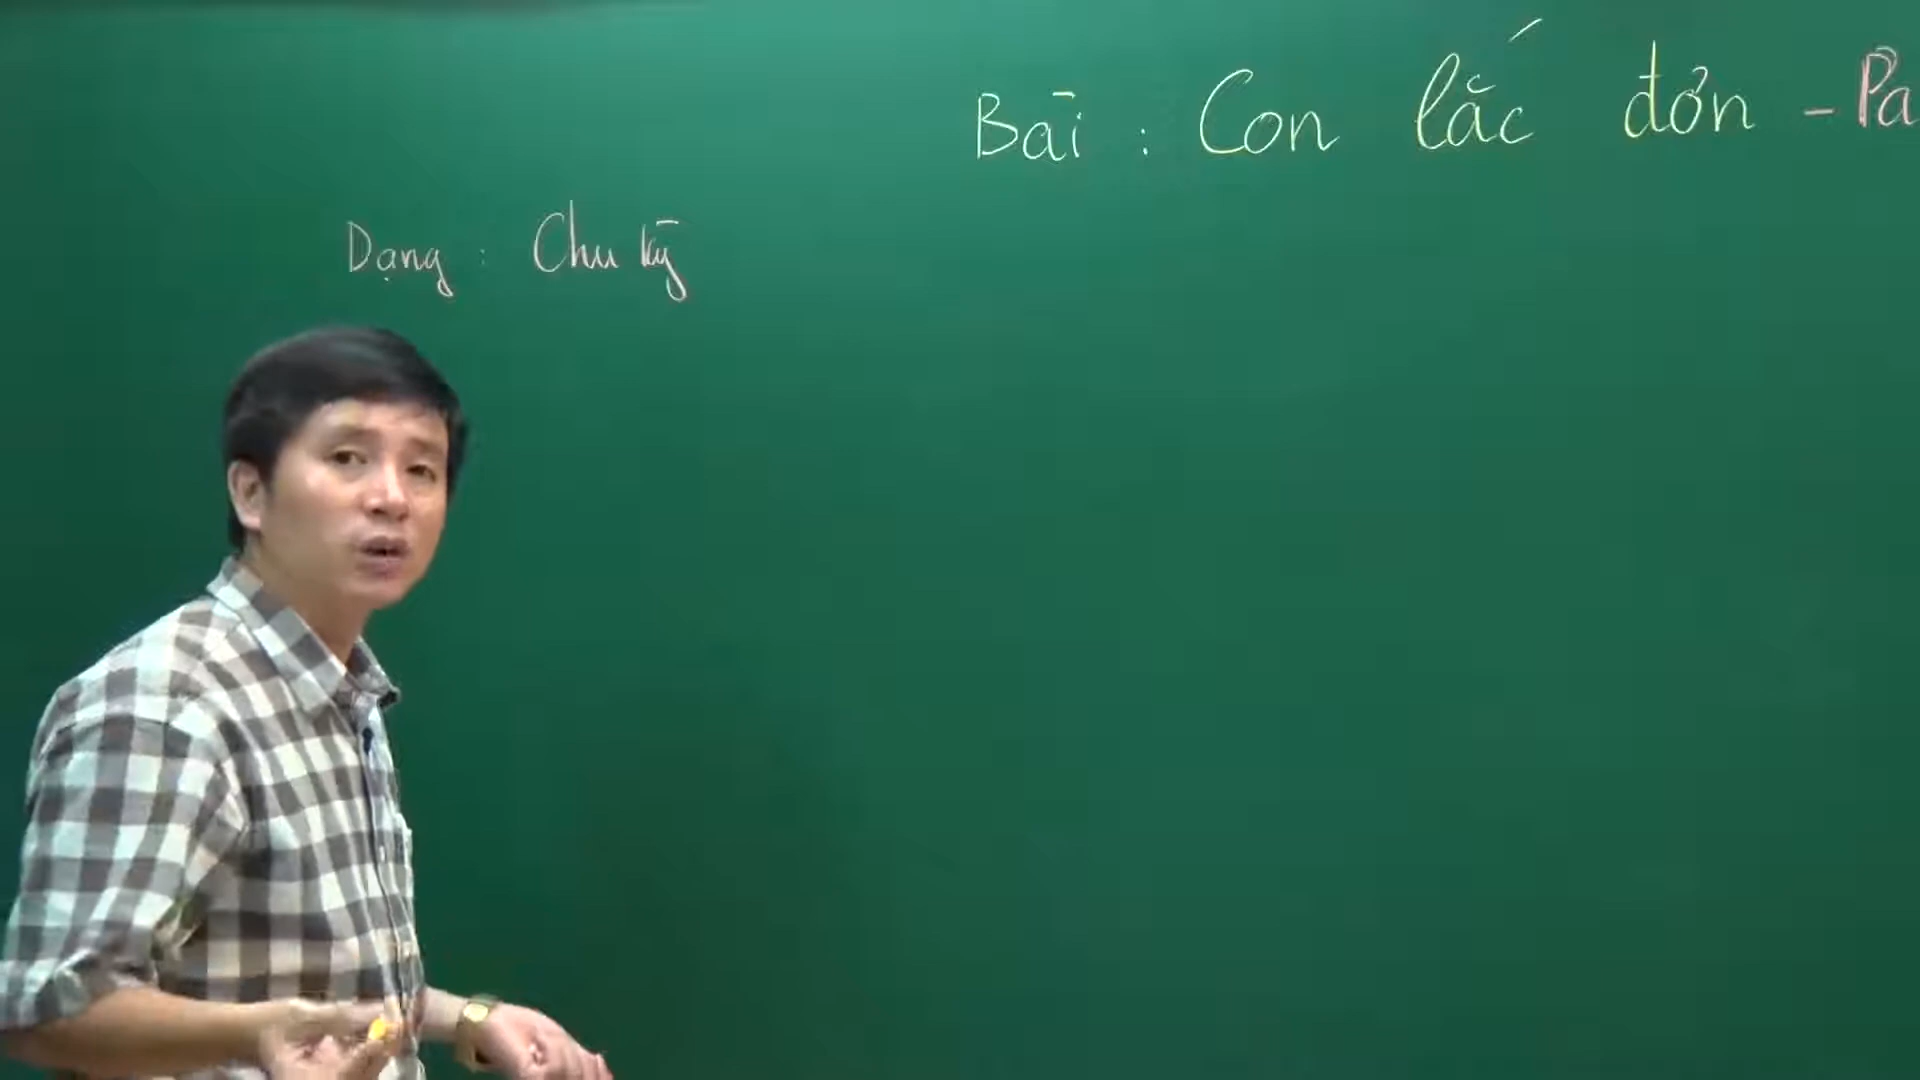 Bài : Con lắc đơn - Pa
Dạng : Chu kỳ